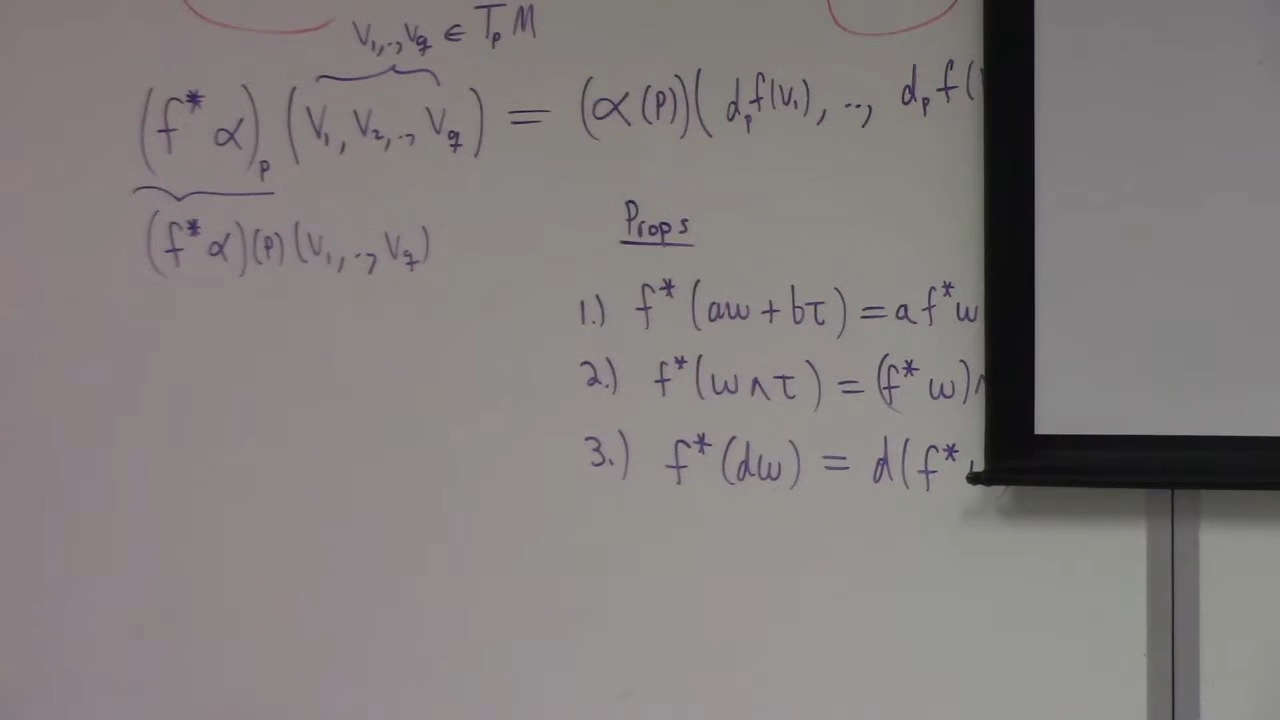 V₁,..,V_q ∈ T_p M
(f* α)_p (V₁, V₂,.., V_q) = (α(p))( d_p f(V₁), .., d_p f(
(f* α)(p)(V₁,..,V_q)
Props
1.) f* (aω + bτ) = a f* ω
2.) f* (ω ∧ τ) = (f* ω) ∧
3.) f* (dω) = d(f*